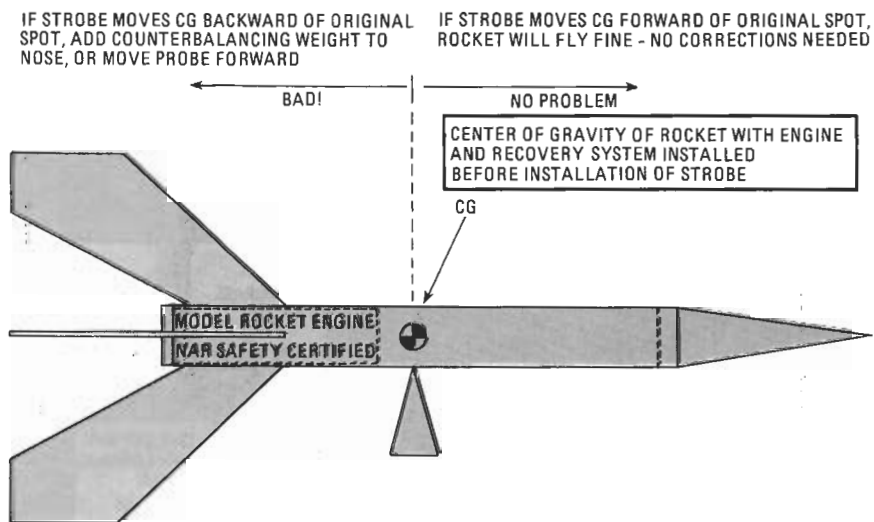 IF STROBE MOVES CG BACKWARD OF ORIGINAL
SPOT, ADD COUNTERBALANCING WEIGHT TO
NOSE, OR MOVE PROBE FORWARD
IF STROBE MOVES CG FORWARD OF ORIGINAL SPOT,
ROCKET WILL FLY FINE - NO CORRECTIONS NEEDED
BAD!
NO PROBLEM
CENTER OF GRAVITY OF ROCKET WITH ENGINE
AND RECOVERY SYSTEM INSTALLED
BEFORE INSTALLATION OF STROBE
CG
MODEL ROCKET ENGINE
NAR SAFETY CERTIFIED